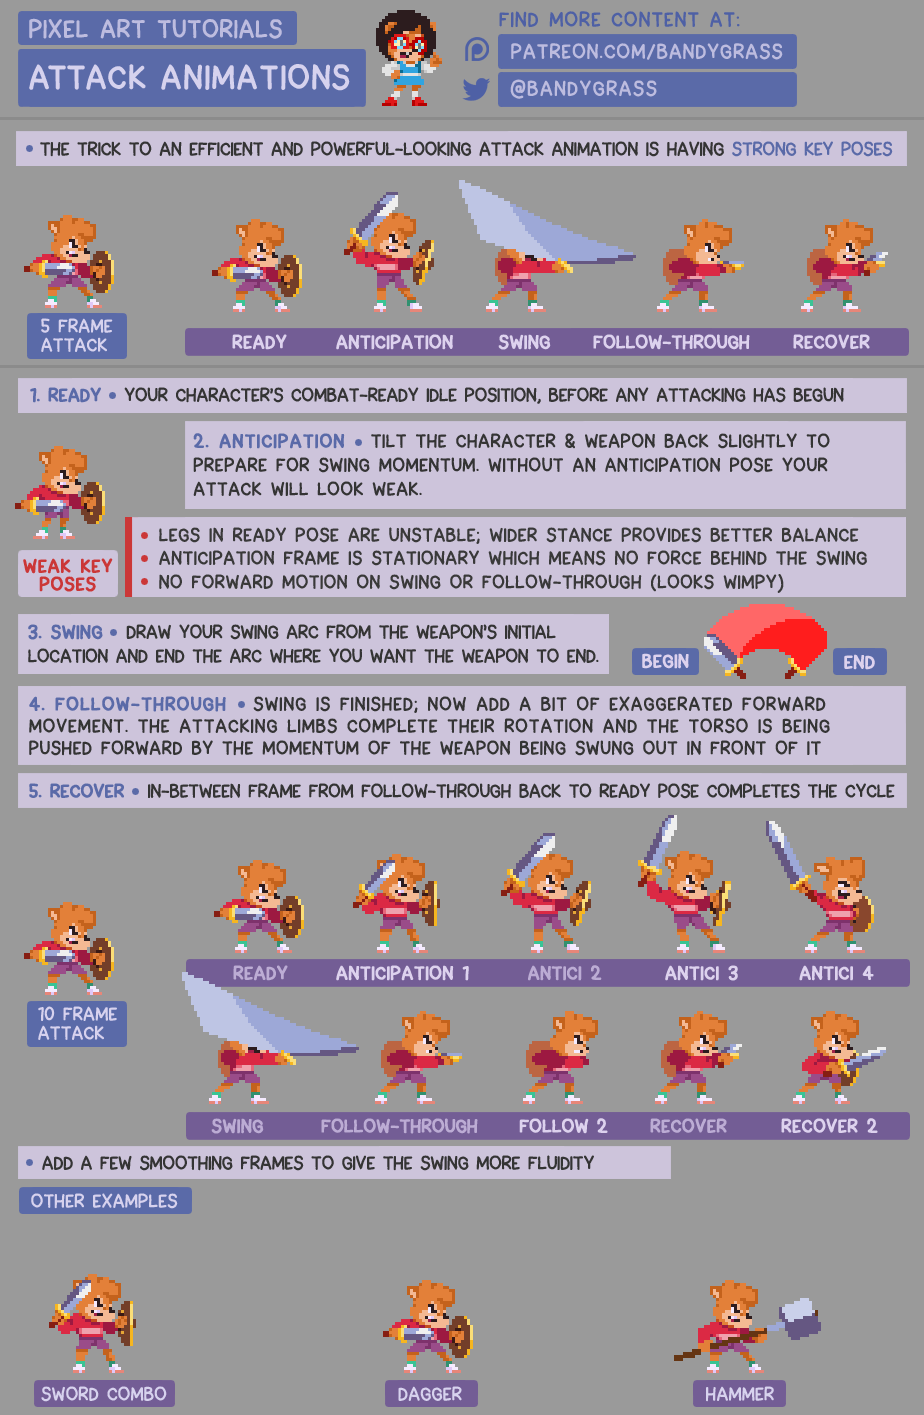 PIXEL ART TUTORIALS
ATTACK ANIMATIONS
FIND MORE CONTENT AT:
PATREON.COM/BANDYGRASS
@BANDYGRASS
• THE TRICK TO AN EFFICIENT AND POWERFUL-LOOKING ATTACK ANIMATION IS HAVING STRONG KEY POSES
5 FRAME
ATTACK
READY ANTICIPATION SWING FOLLOW-THROUGH RECOVER
1. READY • YOUR CHARACTER'S COMBAT-READY IDLE POSITION, BEFORE ANY ATTACKING HAS BEGUN
2. ANTICIPATION • TILT THE CHARACTER & WEAPON BACK SLIGHTLY TO
PREPARE FOR SWING MOMENTUM. WITHOUT AN ANTICIPATION POSE YOUR
ATTACK WILL LOOK WEAK.
WEAK KEY
POSES
• LEGS IN READY POSE ARE UNSTABLE; WIDER STANCE PROVIDES BETTER BALANCE
• ANTICIPATION FRAME IS STATIONARY WHICH MEANS NO FORCE BEHIND THE SWING
• NO FORWARD MOTION ON SWING OR FOLLOW-THROUGH (LOOKS WIMPY)
3. SWING • DRAW YOUR SWING ARC FROM THE WEAPON'S INITIAL
LOCATION AND END THE ARC WHERE YOU WANT THE WEAPON TO END.
BEGIN
END
4. FOLLOW-THROUGH • SWING IS FINISHED; NOW ADD A BIT OF EXAGGERATED FORWARD
MOVEMENT. THE ATTACKING LIMBS COMPLETE THEIR ROTATION AND THE TORSO IS BEING
PUSHED FORWARD BY THE MOMENTUM OF THE WEAPON BEING SWUNG OUT IN FRONT OF IT
5. RECOVER • IN-BETWEEN FRAME FROM FOLLOW-THROUGH BACK TO READY POSE COMPLETES THE CYCLE
10 FRAME
ATTACK
READY ANTICIPATION 1 ANTICI 2 ANTICI 3 ANTICI 4
SWING FOLLOW-THROUGH FOLLOW 2 RECOVER RECOVER 2
• ADD A FEW SMOOTHING FRAMES TO GIVE THE SWING MORE FLUIDITY
OTHER EXAMPLES
SWORD COMBO
DAGGER
HAMMER